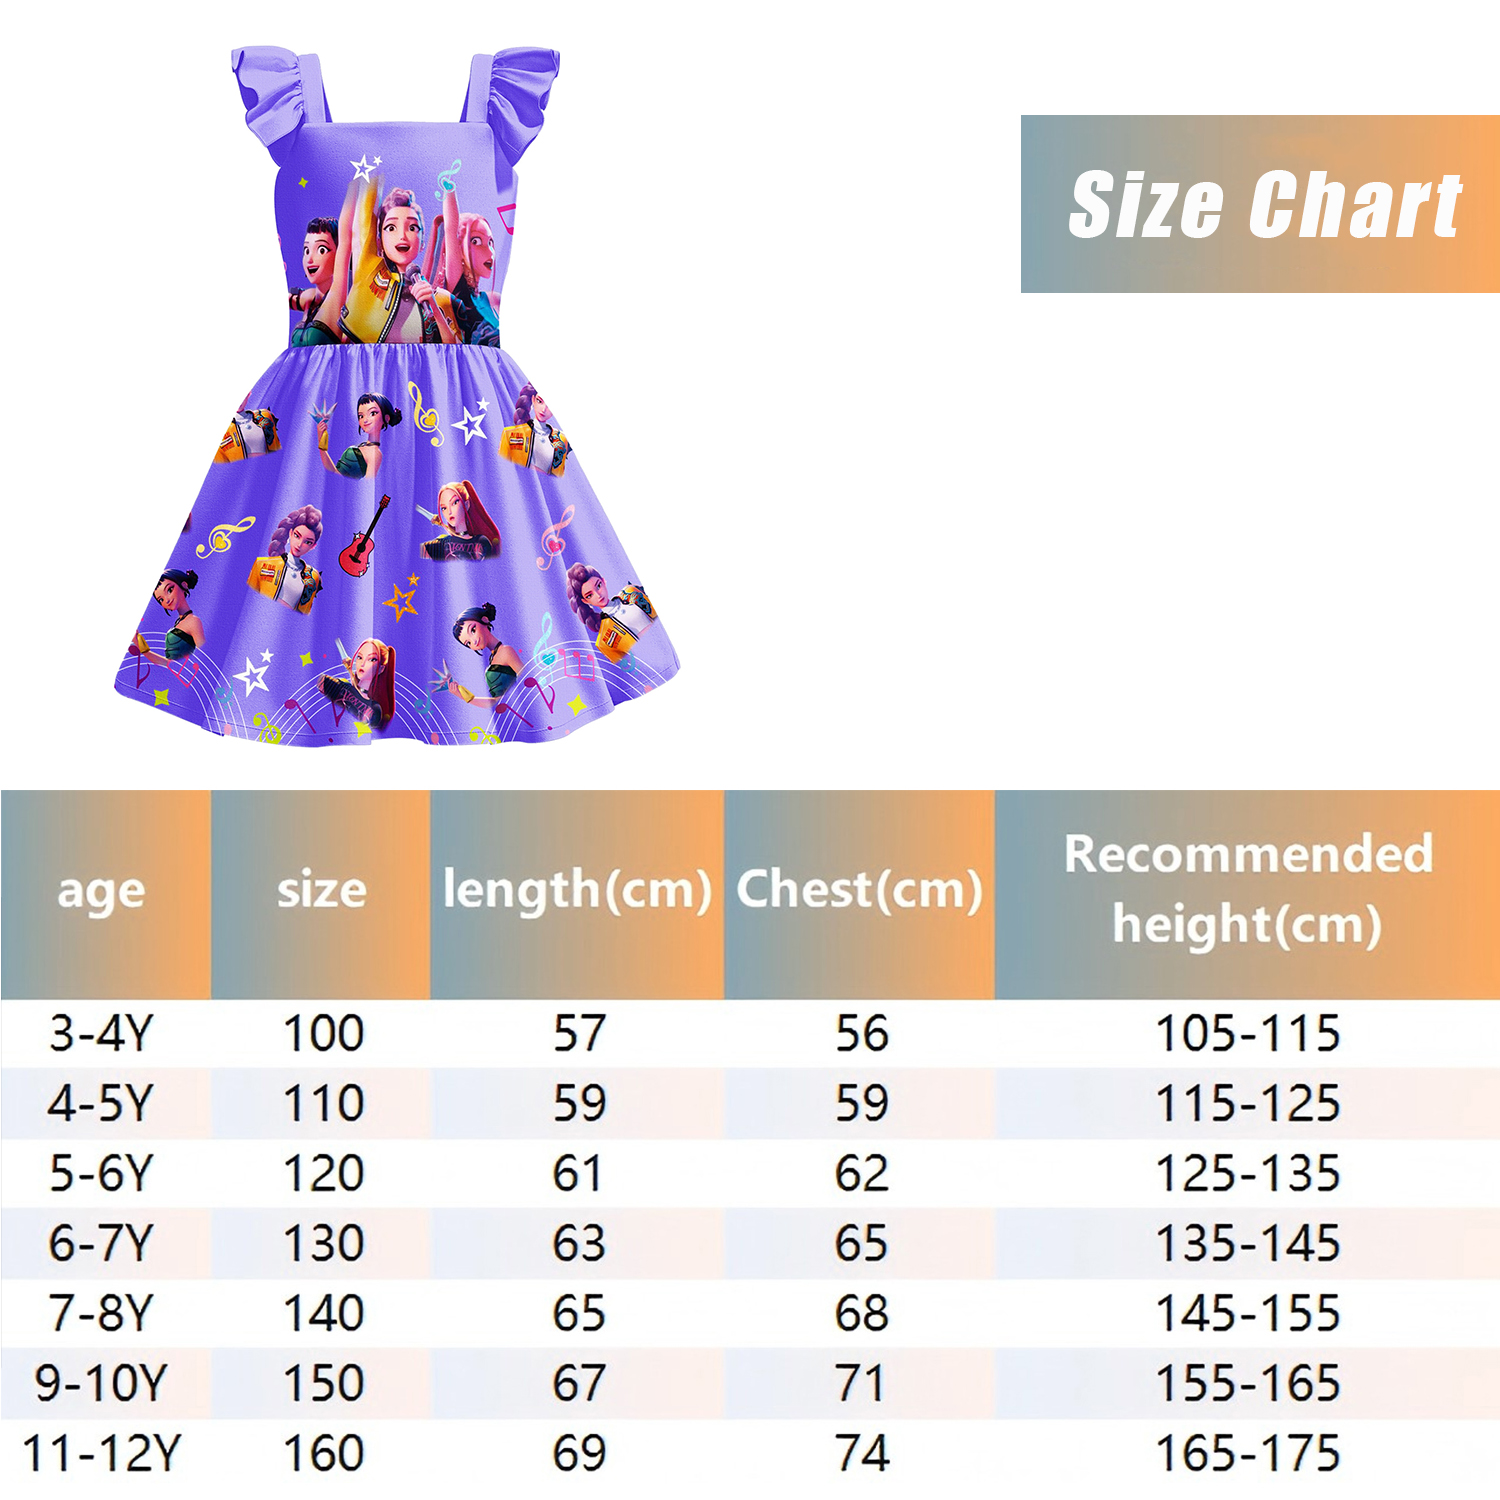 Size Chart
age size length(cm) Chest(cm) Recommended
height(cm)
3-4Y 100 57 56 105-115
4-5Y 110 59 59 115-125
5-6Y 120 61 62 125-135
6-7Y 130 63 65 135-145
7-8Y 140 65 68 145-155
9-10Y 150 67 71 155-165
11-12Y 160 69 74 165-175